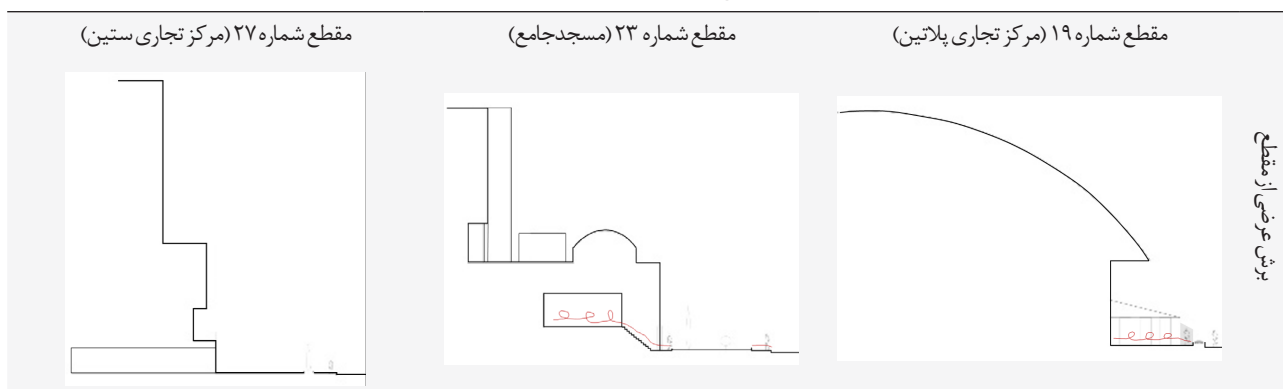 مقطع شماره ۱۹ (مرکز تجاری پلاتین)
مقطع شماره ۲۳ (مسجدجامع)
مقطع شماره ۲۷ (مرکز تجاری ستین)
برش عرضی از مقطع